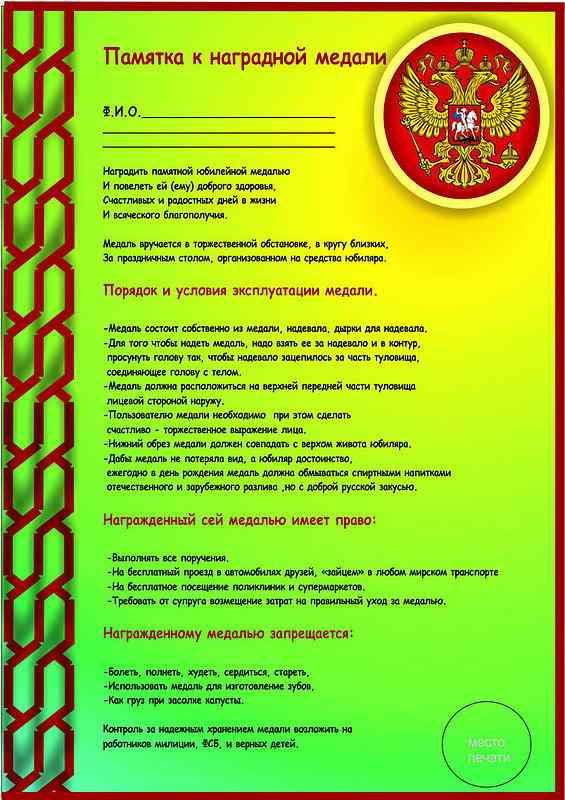 Памятка к наградной медали
Ф.И.О.
Наградить памятной юбилейной медалью
И повелеть ей (ему) доброго здоровья,
Счастливых и радостных дней в жизни
И всяческого благополучия.
Медаль вручается в торжественной обстановке, в кругу близких,
За праздничным столом, организованном на средства юбиляра.
Порядок и условия эксплуатации медали.
-Медаль состоит собственно из медали, надевала, дырки для надевала.
-Для того чтобы надеть медаль, надо взять ее за надевало и в контур,
просунуть голову так, чтобы надевало зацепилось за часть туловища,
соединяющее голову с телом.
-Медаль должна расположиться на верхней передней части туловища
лицевой стороной наружу.
-Пользователю медали необходимо при этом сделать
счастливо - торжественное выражение лица.
-Нижний обрез медали должен совпадать с верхом живота юбиляра.
-Дабы медаль не потеряла вид, а юбиляр достоинство,
ежегодно в день рождения медаль должна обмываться спиртными напитками
отечественного и зарубежного разлива ,но с доброй русской закусью.
Награжденный сей медалью имеет право:
-Выполнять все поручения.
-На бесплатный проезд в автомобилях друзей, «зайцем» в любом мирском транспорте
-На бесплатное посещение поликлиник и супермаркетов.
-Требовать от супруга возмещение затрат на правильный уход за медалью.
Награжденному медалью запрещается:
-Болеть, полнеть, худеть, сердиться, стареть,
-Использовать медаль для изготовление зубов,
-Как груз при засолке капусты.
Контроль за надежным хранением медали возложить на
работников милиции, ФСБ, и верных детей.
место
печати